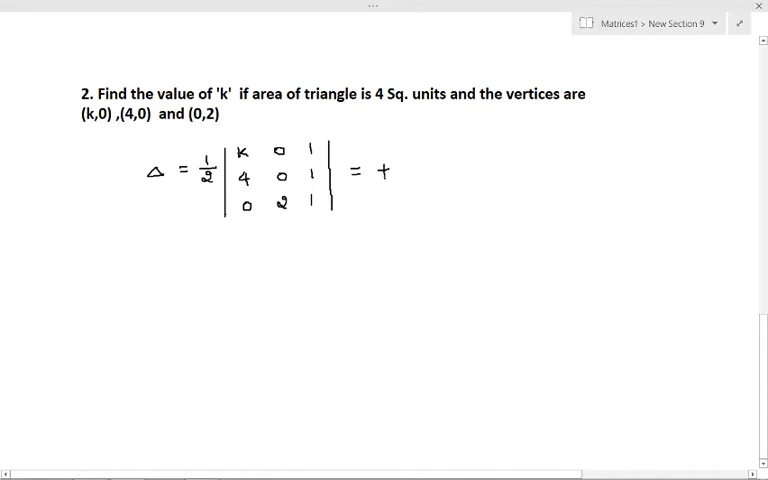 Matrices1 > New Section 9
2. Find the value of 'k' if area of triangle is 4 Sq. units and the vertices are
(k,0) ,(4,0) and (0,2)
Δ = 1/2 | k 0 1 | = +
| 4 0 1 |
| 0 2 1 |